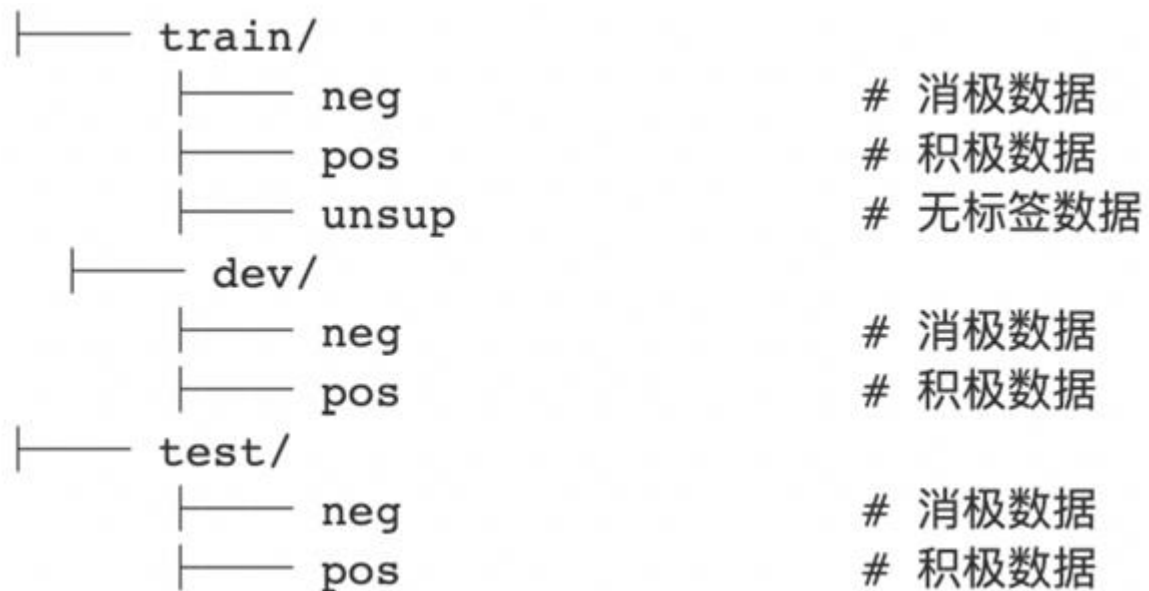 ├── train/
├── neg # 消极数据
├── pos # 积极数据
├── unsup # 无标签数据
├── dev/
├── neg # 消极数据
├── pos # 积极数据
├── test/
├── neg # 消极数据
├── pos # 积极数据